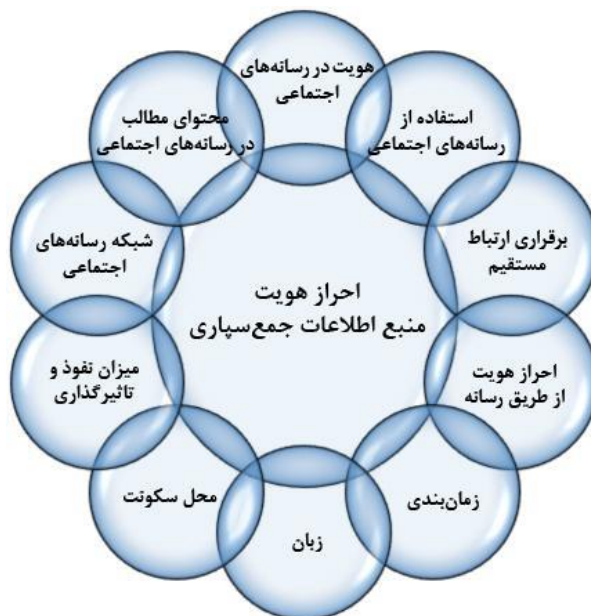 هویت در رسانه‌های
اجتماعی
استفاده از
رسانه‌های اجتماعی
برقراری ارتباط
مستقیم
احراز هویت
از طریق رسانه
زمان‌بندی
زبان
محل سکونت
میزان نفوذ و
تاثیرگذاری
شبکه رسانه‌های
اجتماعی
محتوای مطالب
در رسانه‌های اجتماعی
احراز هویت
منبع اطلاعات جمع‌سپاری